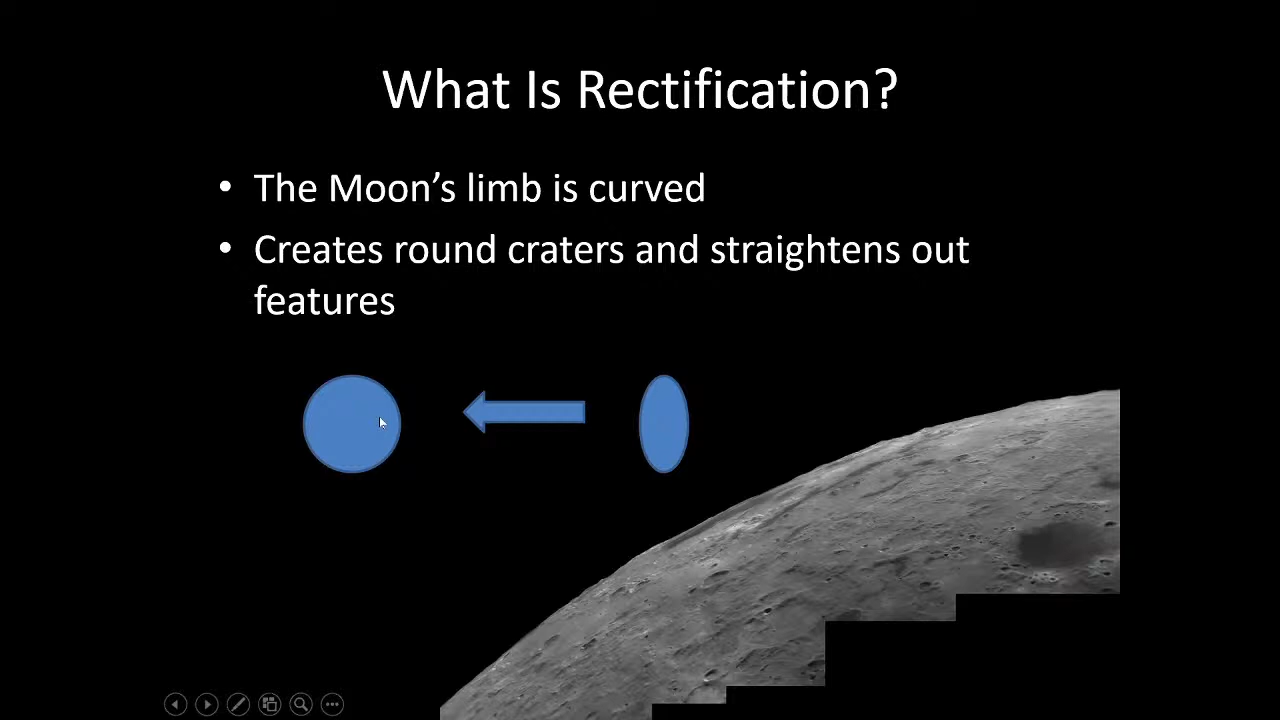 What Is Rectification?
• The Moon’s limb is curved
• Creates round craters and straightens out
features